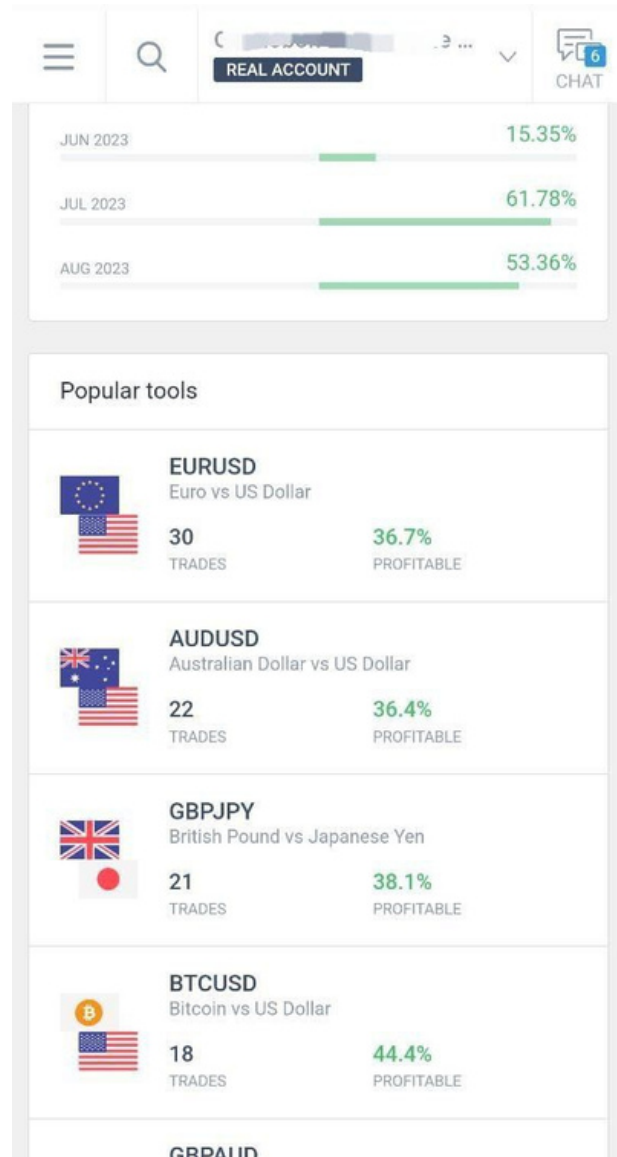 REAL ACCOUNT
6
CHAT
JUN 2023
15.35%
JUL 2023
61.78%
AUG 2023
53.36%
Popular tools
EURUSD
Euro vs US Dollar
30 36.7%
TRADES PROFITABLE
AUDUSD
Australian Dollar vs US Dollar
22 36.4%
TRADES PROFITABLE
GBPJPY
British Pound vs Japanese Yen
21 38.1%
TRADES PROFITABLE
BTCUSD
Bitcoin vs US Dollar
18 44.4%
TRADES PROFITABLE
GBPAUD